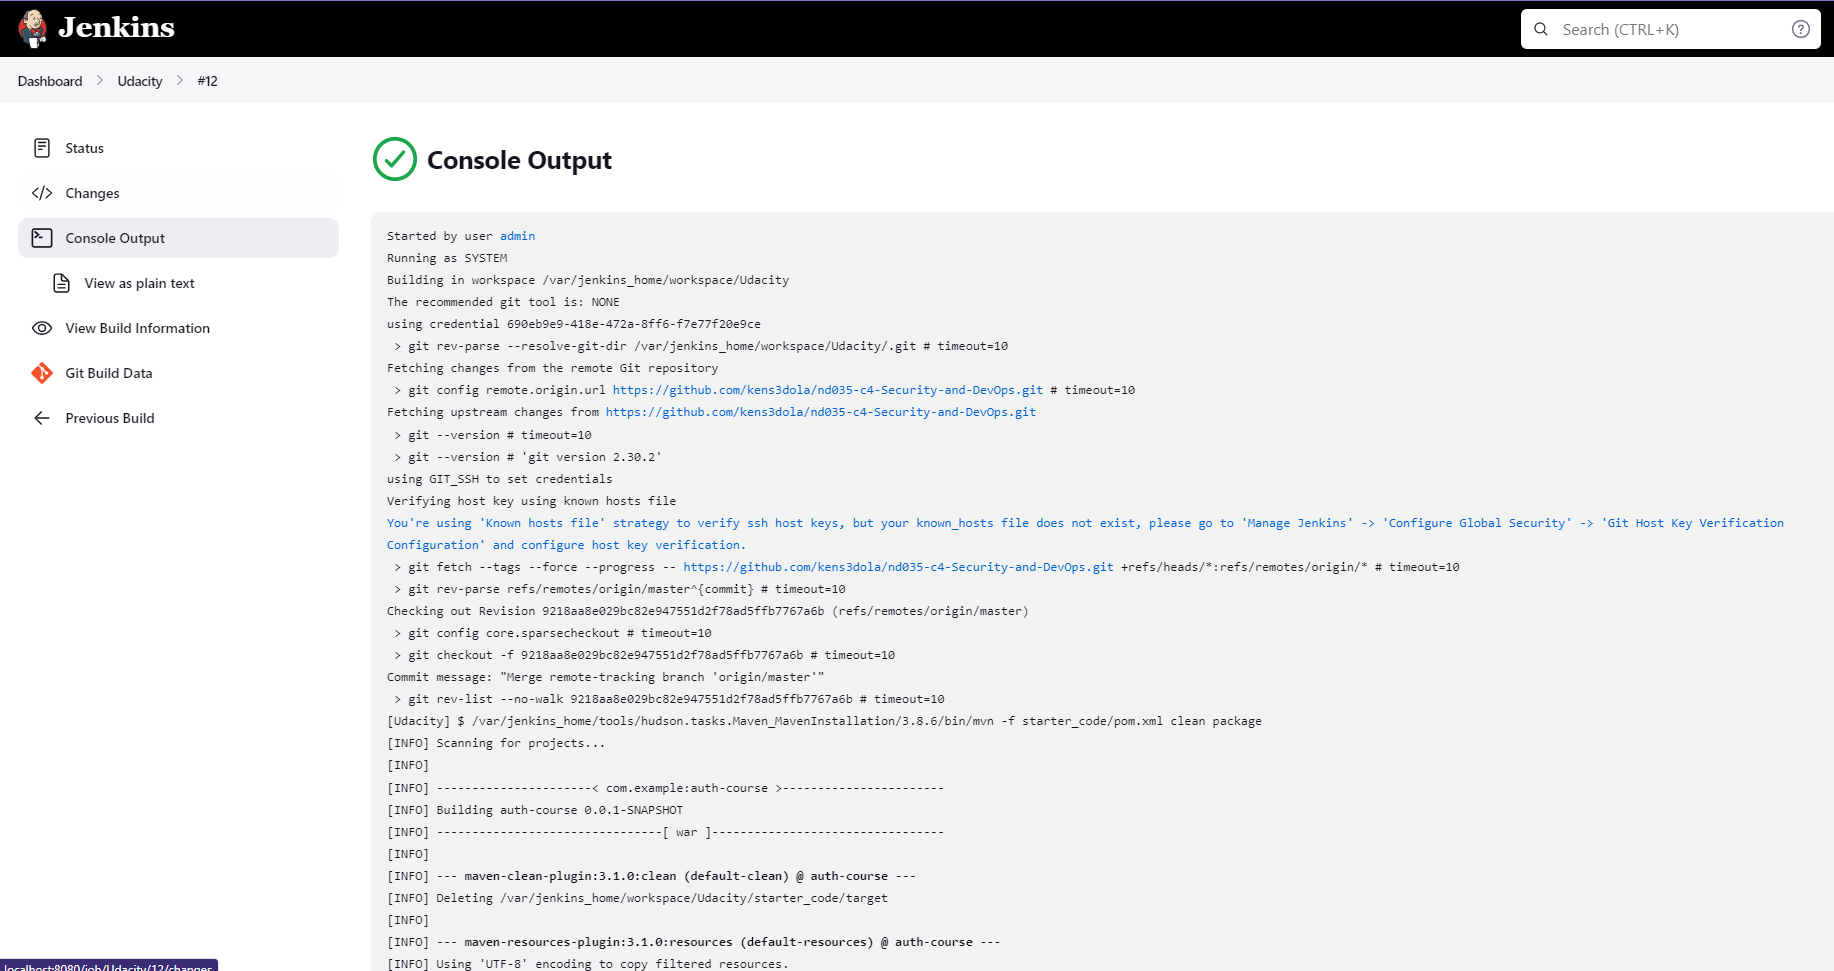 Jenkins
Search (CTRL+K)
Dashboard
Udacity
#12
Status
Changes
Console Output
View as plain text
View Build Information
Git Build Data
Previous Build
Console Output
Started by user admin
Running as SYSTEM
Building in workspace /var/jenkins_home/workspace/Udacity
The recommended git tool is: NONE
using credential 690eb9e9-418e-472a-8ff6-f7e77f20e9ce
> git rev-parse --resolve-git-dir /var/jenkins_home/workspace/Udacity/.git # timeout=10
Fetching changes from the remote Git repository
> git config remote.origin.url https://github.com/kens3dola/nd035-c4-Security-and-DevOps.git # timeout=10
Fetching upstream changes from https://github.com/kens3dola/nd035-c4-Security-and-DevOps.git
> git --version # timeout=10
> git --version # 'git version 2.30.2'
using GIT_SSH to set credentials
Verifying host key using known hosts file
You're using 'Known hosts file' strategy to verify ssh host keys, but your known_hosts file does not exist, please go to 'Manage Jenkins' -> 'Configure Global Security' -> 'Git Host Key Verification
Configuration' and configure host key verification.
> git fetch --tags --force --progress -- https://github.com/kens3dola/nd035-c4-Security-and-DevOps.git +refs/heads/*:refs/remotes/origin/* # timeout=10
> git rev-parse refs/remotes/origin/master^{commit} # timeout=10
Checking out Revision 9218aa8e029bc82e947551d2f78ad5ffb7767a6b (refs/remotes/origin/master)
> git config core.sparsecheckout # timeout=10
> git checkout -f 9218aa8e029bc82e947551d2f78ad5ffb7767a6b # timeout=10
Commit message: "Merge remote-tracking branch 'origin/master'"
> git rev-list --no-walk 9218aa8e029bc82e947551d2f78ad5ffb7767a6b # timeout=10
[Udacity] $ /var/jenkins_home/tools/hudson.tasks.Maven_MavenInstallation/3.8.6/bin/mvn -f starter_code/pom.xml clean package
[INFO] Scanning for projects...
[INFO]
[INFO] ----------------------< com.example:auth-course >-----------------------
[INFO] Building auth-course 0.0.1-SNAPSHOT
[INFO] --------------------------------[ war ]---------------------------------
[INFO]
[INFO] --- maven-clean-plugin:3.1.0:clean (default-clean) @ auth-course ---
[INFO] Deleting /var/jenkins_home/workspace/Udacity/starter_code/target
[INFO]
[INFO] --- maven-resources-plugin:3.1.0:resources (default-resources) @ auth-course ---
[INFO] Using 'UTF-8' encoding to copy filtered resources.
localhost:8080/job/Udacity/12/changes